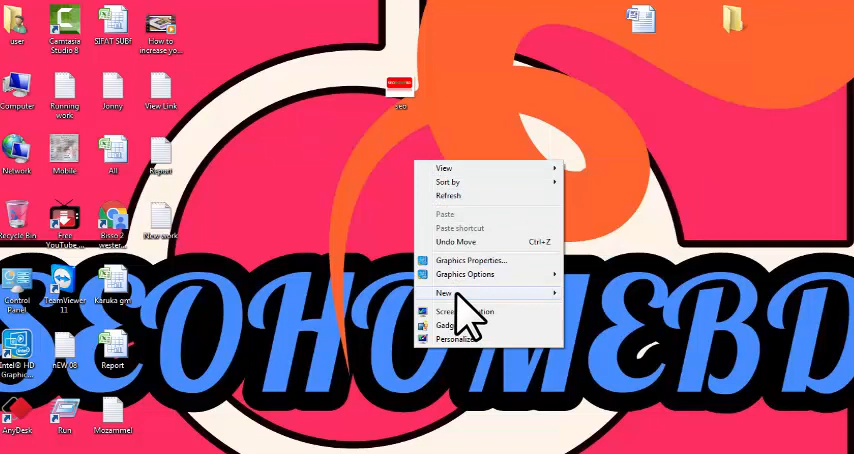 user
Camtasia
Studio 8
SIFAT SUBf
How to
increase yo...
Computer
Running
work
Jonny
View Link
seo
Network
Mobile
All
Report
Recycle Bin
Free
YouTube ...
Bisso 2
wester...
New work
Control
Panel
TeamViewer
11
Karuka gm
Intel® HD
Graphic...
nEW 08
Report
AnyDesk
Run
Mozammel
View
Sort by
Refresh
Paste
Paste shortcut
Undo Move Ctrl+Z
Graphics Properties...
Graphics Options
New
Personalize
SEOHOMEBD